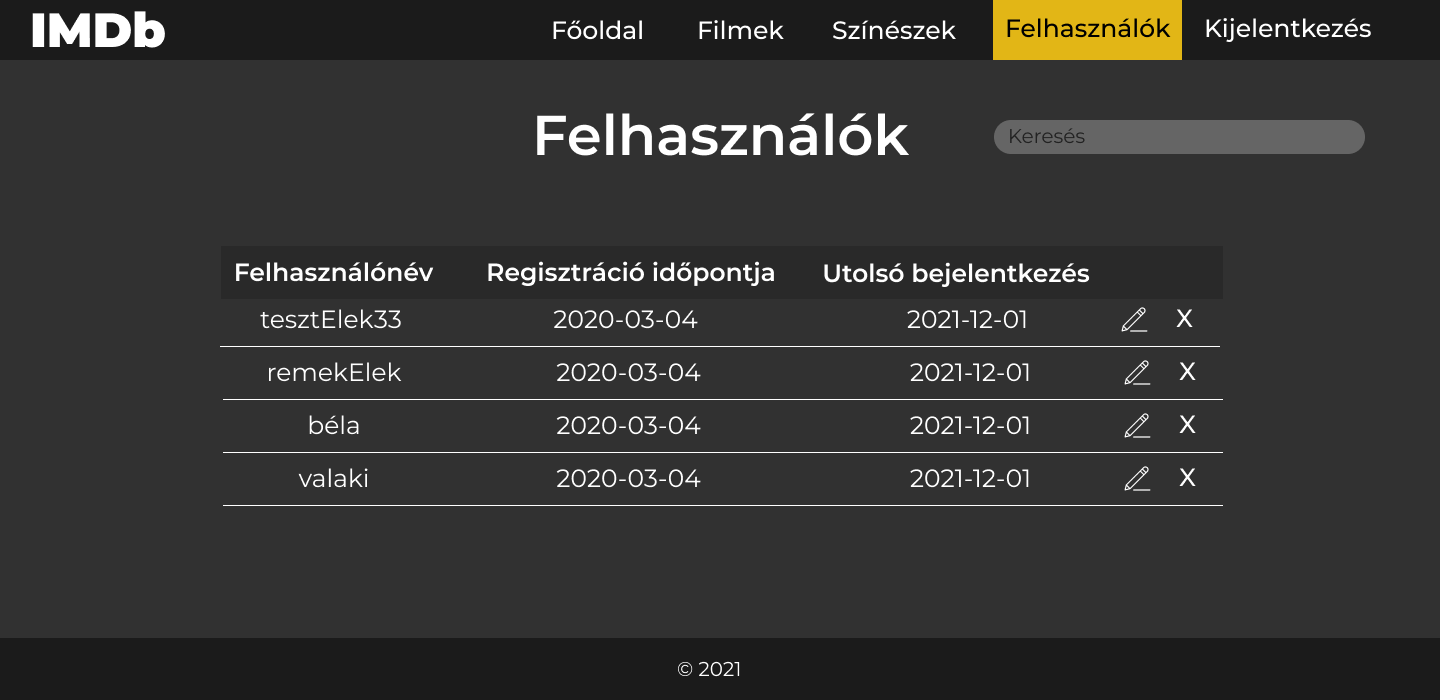 IMDb Főoldal Filmek Színészek Felhasználók Kijelentkezés
Felhasználók Keresés
Felhasználónév Regisztráció időpontja Utolsó bejelentkezés
tesztElek33 2020-03-04 2021-12-01 X
remekElek 2020-03-04 2021-12-01 X
béla 2020-03-04 2021-12-01 X
valaki 2020-03-04 2021-12-01 X
© 2021